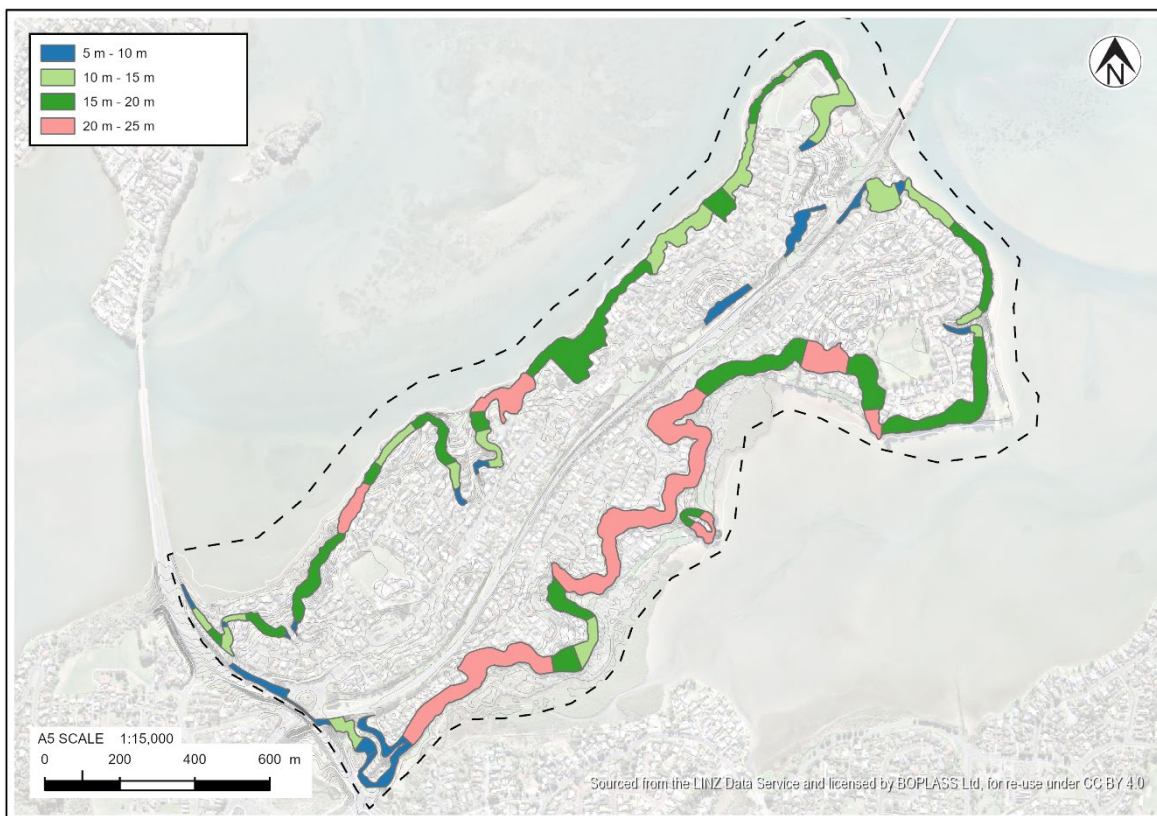 5 m - 10 m
10 m - 15 m
15 m - 20 m
20 m - 25 m
N
A5 SCALE 1:15,000
0 200 400 600 m
Sourced from the LINZ Data Service and licensed by BOPLASS Ltd, for re-use under CC BY 4.0